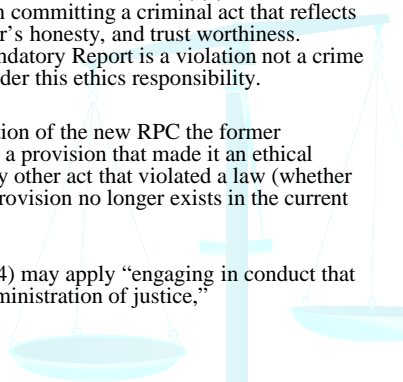 committing a criminal act that reflects
r's honesty, and trust worthiness.
ndatory Report is a violation not a crime
der this ethics responsibility.
tion of the new RPC the former
a provision that made it an ethical
y other act that violated a law (whether
rovision no longer exists in the current
4) may apply “engaging in conduct that
ministration of justice,”